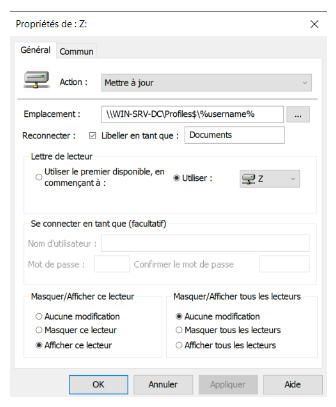 Propriétés de : Z:
Général Commun
Action : Mettre à jour
Emplacement : \\WIN-SRV-DC\Profiles$\%username% ...
Reconnecter : Libeller en tant que : Documents
Lettre de lecteur
Utiliser le premier disponible, en commençant à : Utiliser : Z
Se connecter en tant que (facultatif)
Nom d'utilisateur :
Mot de passe : Confirmer le mot de passe
Masquer/Afficher ce lecteur Masquer/Afficher tous les lecteurs
Aucune modification Aucune modification
Masquer ce lecteur Masquer tous les lecteurs
Afficher ce lecteur Afficher tous les lecteurs
OK Annuler Appliquer Aide